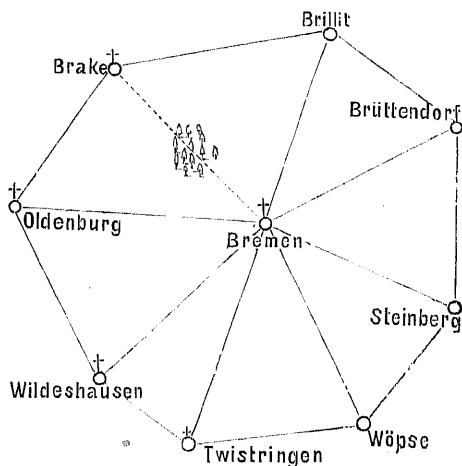 Brillit
Brake
Brüttendorf
Oldenburg
Bremen
Steinberg
Wildeshausen
Wöpse
Twistringen